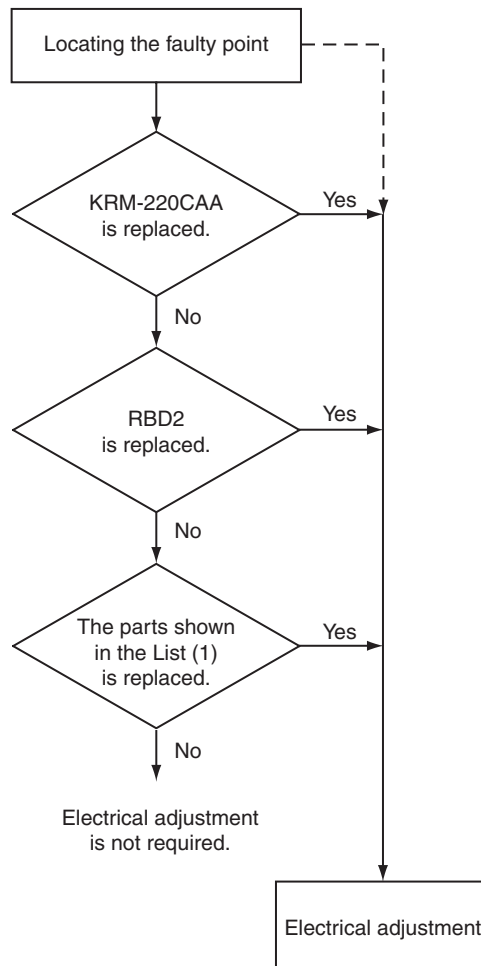 Locating the faulty point
KRM-220CAA
is replaced.
Yes
No
RBD2
is replaced.
Yes
No
The parts shown
in the List (1)
is replaced.
Yes
No
Electrical adjustment
is not required.
Electrical adjustment